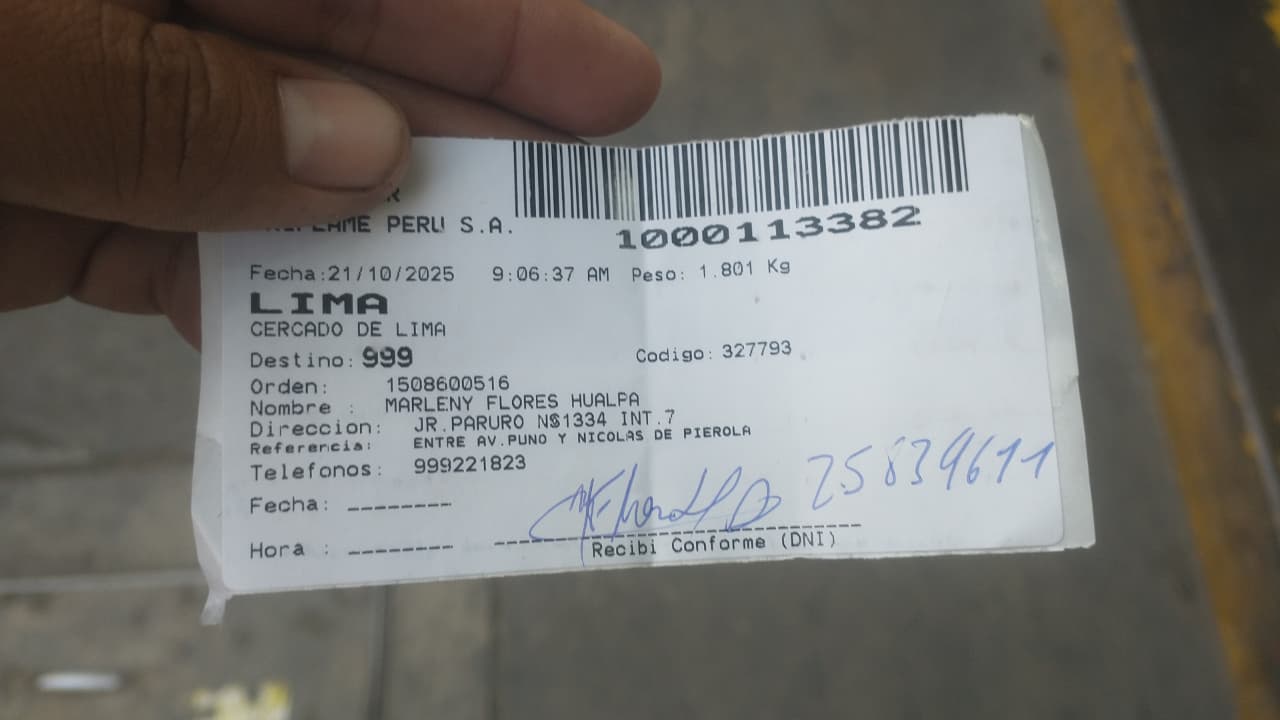 PERU S.A.
1000113382
Fecha:21/10/2025 9:06:37 AM Peso: 1.801 Kg
LIMA
CERCADO DE LIMA
Destino: 999 Codigo: 327793
Orden: 1508600516
Nombre : MARLENY FLORES HUALPA
Direccion: JR.PARURO N$1334 INT.7
Referencia: ENTRE AV.PUNO Y NICOLAS DE PIEROLA
Telefonos: 999221823
Fecha: --------
25839611
Hora : --------
Recibi Conforme (DNI)